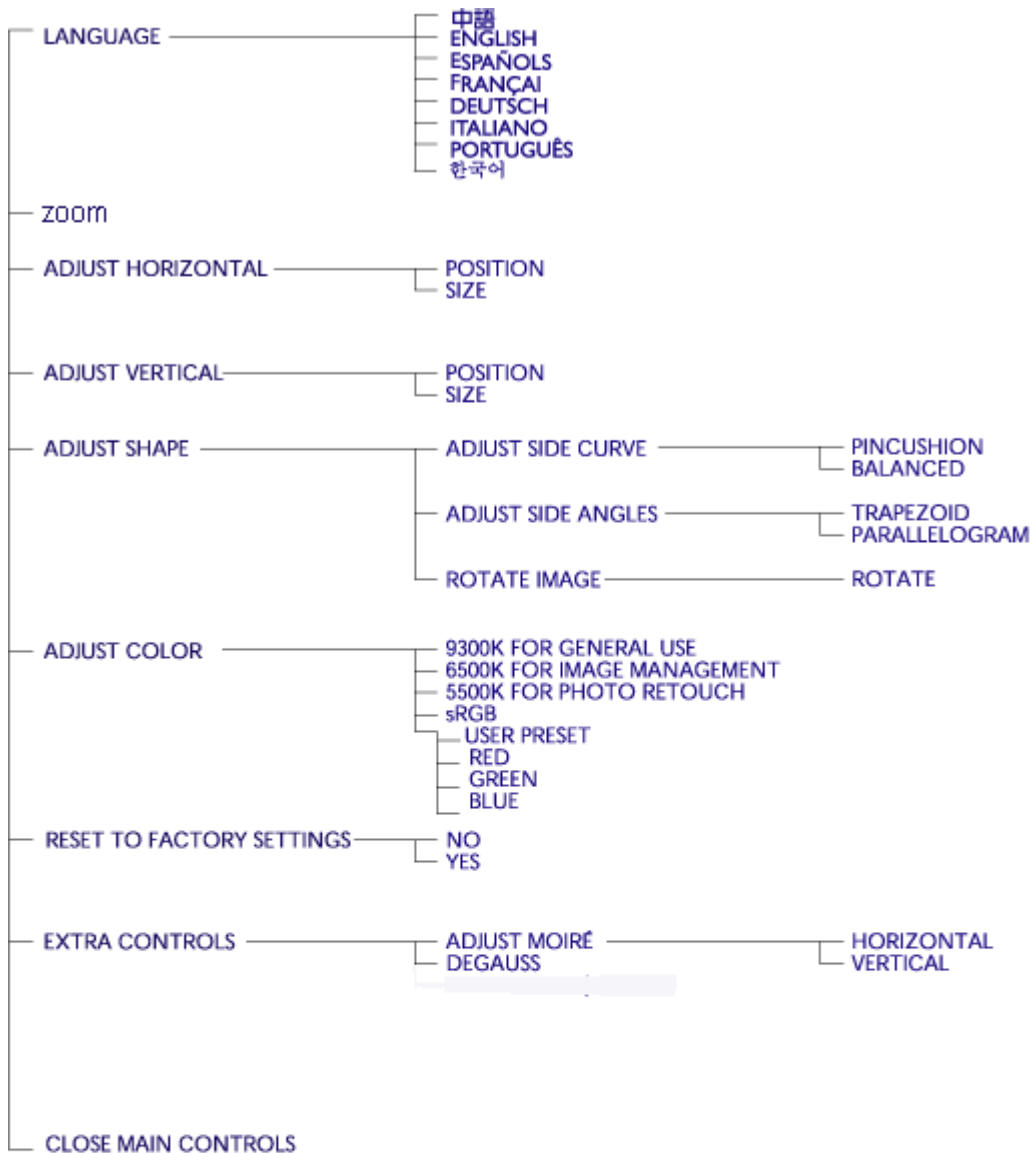 LANGUAGE
中語
ENGLISH
ESPAÑOLS
FRANÇAI
DEUTSCH
ITALIANO
PORTUGUÊS
한국어
zoom
ADJUST HORIZONTAL
POSITION
SIZE
ADJUST VERTICAL
POSITION
SIZE
ADJUST SHAPE
ADJUST SIDE CURVE
PINCUSHION
BALANCED
ADJUST SIDE ANGLES
TRAPEZOID
PARALLELOGRAM
ROTATE IMAGE
ROTATE
ADJUST COLOR
9300K FOR GENERAL USE
6500K FOR IMAGE MANAGEMENT
5500K FOR PHOTO RETOUCH
sRGB
USER PRESET
RED
GREEN
BLUE
RESET TO FACTORY SETTINGS
NO
YES
EXTRA CONTROLS
ADJUST MOIRÉ
HORIZONTAL
DEGAUSS
VERTICAL
CLOSE MAIN CONTROLS